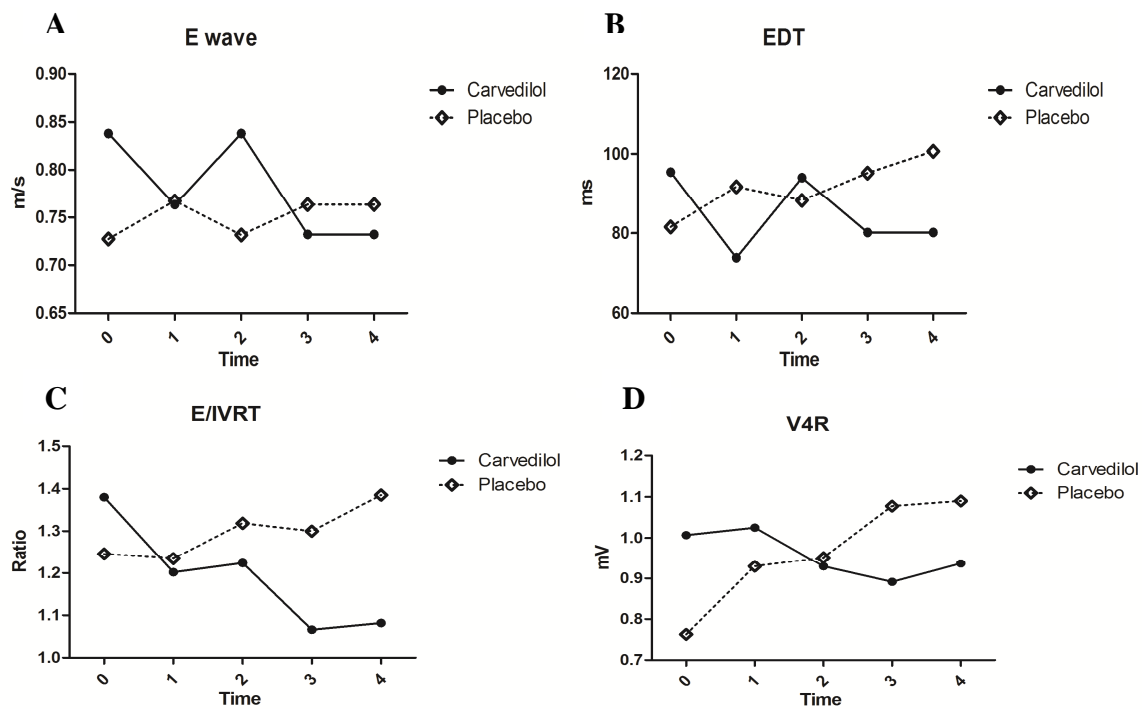 A
E wave
0.90
0.85
0.80
0.75
0.70
0.65
m/s
0 1 2 3 4
Time
Carvedilol
Placebo
B
EDT
120
100
80
60
ms
0 1 2 3 4
Time
Carvedilol
Placebo
C
E/IVRT
1.5
1.4
1.3
1.2
1.1
1.0
Ratio
0 1 2 3 4
Time
Carvedilol
Placebo
D
V4R
1.2
1.1
1.0
0.9
0.8
0.7
mV
0 1 2 3 4
Time
Carvedilol
Placebo